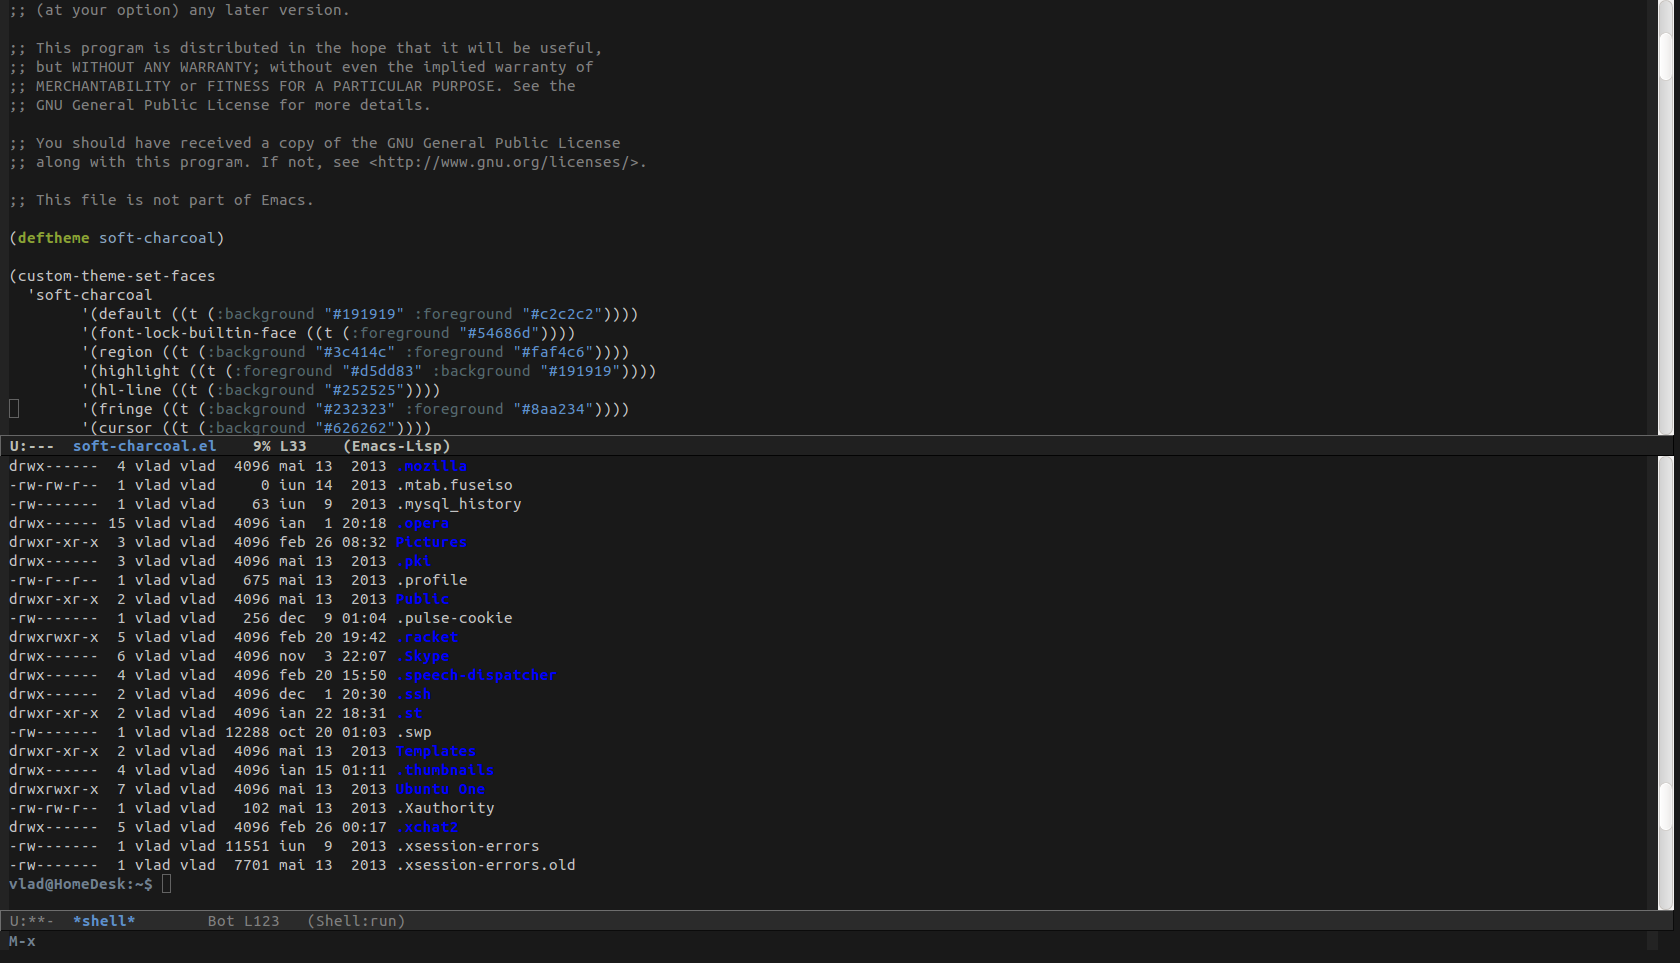 ;; (at your option) any later version.

;; This program is distributed in the hope that it will be useful,
;; but WITHOUT ANY WARRANTY; without even the implied warranty of
;; MERCHANTABILITY or FITNESS FOR A PARTICULAR PURPOSE. See the
;; GNU General Public License for more details.

;; You should have received a copy of the GNU General Public License
;; along with this program. If not, see <http://www.gnu.org/licenses/>.

;; This file is not part of Emacs.

(deftheme soft-charcoal)

(custom-theme-set-faces
  'soft-charcoal
        '(default ((t (:background "#191919" :foreground "#c2c2c2"))))
        '(font-lock-builtin-face ((t (:foreground "#54686d"))))
        '(region ((t (:background "#3c414c" :foreground "#faf4c6"))))
        '(highlight ((t (:foreground "#d5dd83" :background "#191919"))))
        '(hl-line ((t (:background "#252525"))))
        '(fringe ((t (:background "#232323" :foreground "#8aa234"))))
        '(cursor ((t (:background "#626262"))))
U:---  soft-charcoal.el    9% L33    (Emacs-Lisp)
drwx------  4 vlad vlad  4096 mai 13  2013 .mozilla
-rw-rw-r--  1 vlad vlad     0 iun 14  2013 .mtab.fuseiso
-rw-------  1 vlad vlad    63 iun  9  2013 .mysql_history
drwx------ 15 vlad vlad  4096 ian  1 20:18 .opera
drwxr-xr-x  3 vlad vlad  4096 feb 26 08:32 Pictures
drwx------  3 vlad vlad  4096 mai 13  2013 .pki
-rw-r--r--  1 vlad vlad   675 mai 13  2013 .profile
drwxr-xr-x  2 vlad vlad  4096 mai 13  2013 Public
-rw-------  1 vlad vlad   256 dec  9 01:04 .pulse-cookie
drwxrwxr-x  5 vlad vlad  4096 feb 20 19:42 .racket
drwx------  6 vlad vlad  4096 nov  3 22:07 .Skype
drwx------  4 vlad vlad  4096 feb 20 15:50 .speech-dispatcher
drwx------  2 vlad vlad  4096 dec  1 20:30 .ssh
drwxr-xr-x  2 vlad vlad  4096 ian 22 18:31 .st
-rw-------  1 vlad vlad 12288 oct 20 01:03 .swp
drwxr-xr-x  2 vlad vlad  4096 mai 13  2013 Templates
drwx------  4 vlad vlad  4096 ian 15 01:11 .thumbnails
drwxrwxr-x  7 vlad vlad  4096 mai 13  2013 Ubuntu One
-rw-rw-r--  1 vlad vlad   102 mai 13  2013 .Xauthority
drwx------  5 vlad vlad  4096 feb 26 00:17 .xchat2
-rw-------  1 vlad vlad 11551 iun  9  2013 .xsession-errors
-rw-------  1 vlad vlad  7701 mai 13  2013 .xsession-errors.old
vlad@HomeDesk:~$
U:**-  *shell*        Bot L123   (Shell:run)
M-x